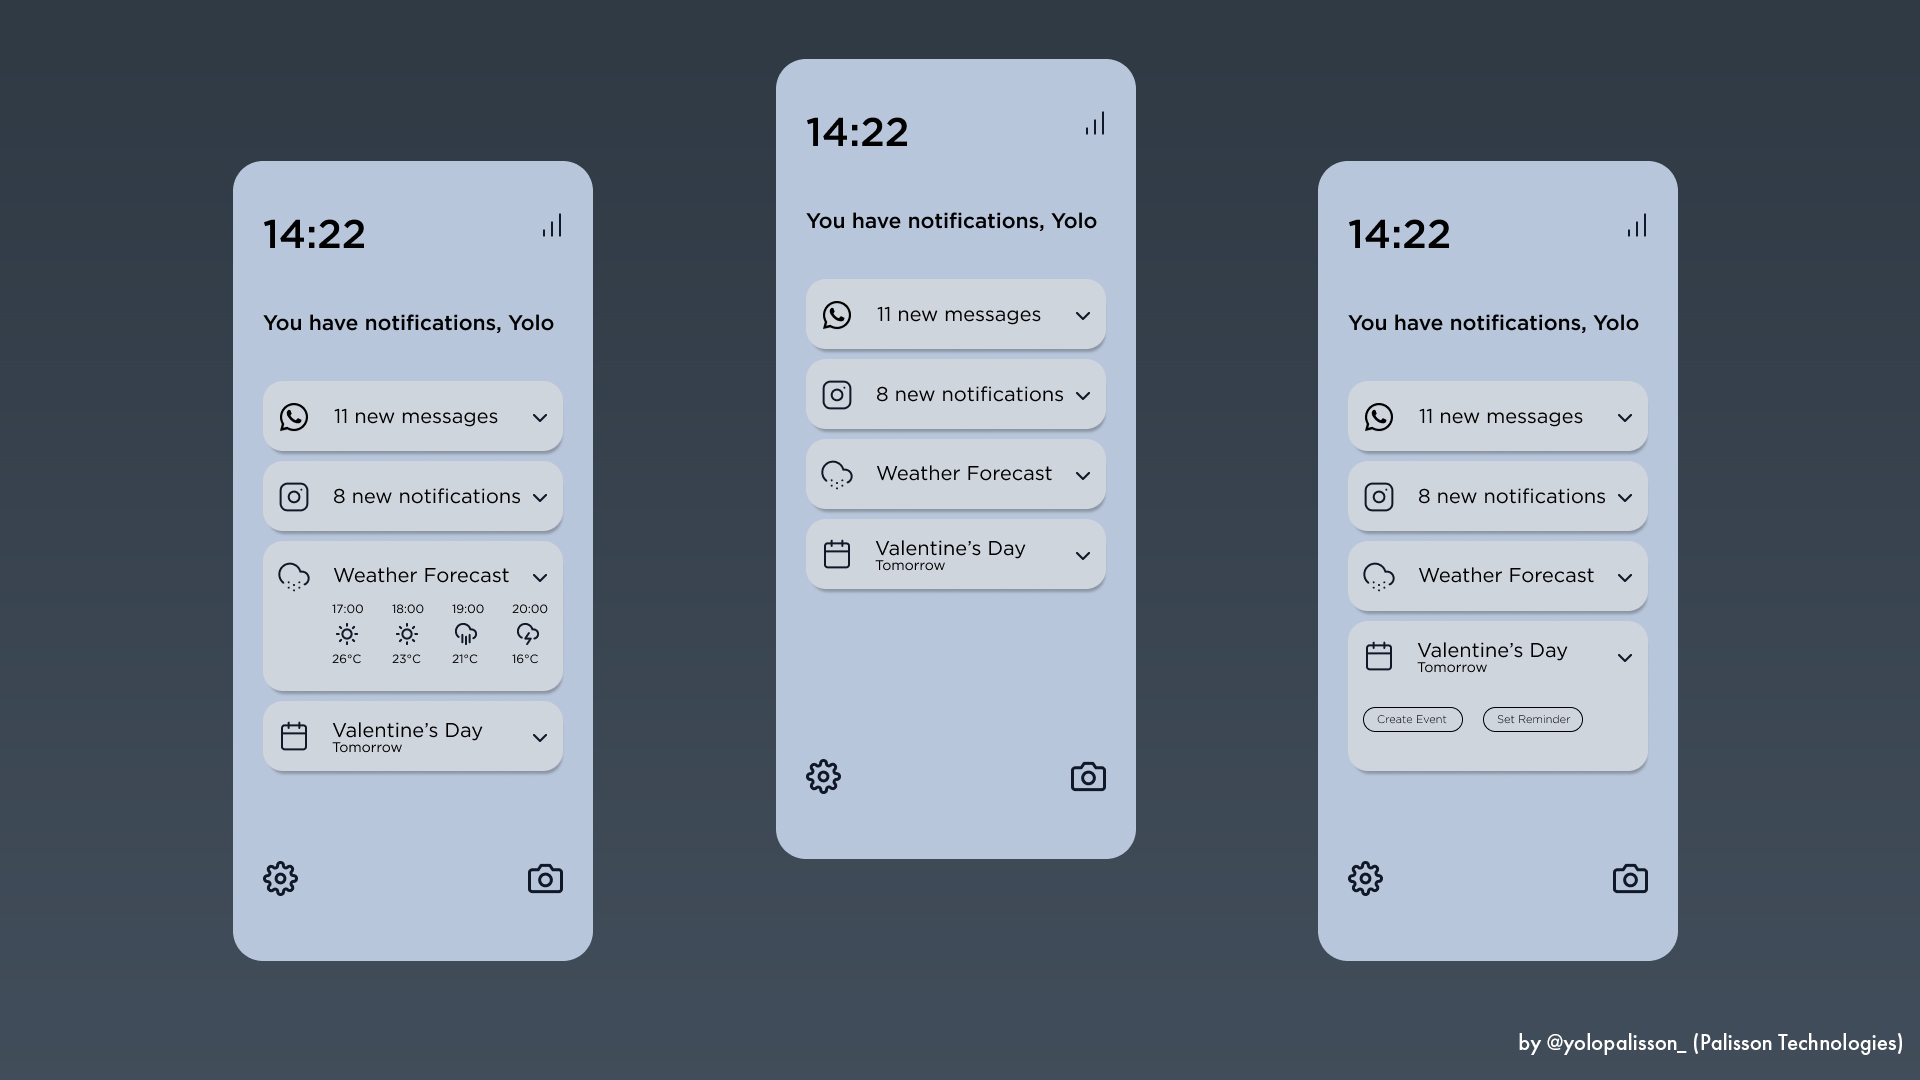 14:22
You have notifications, Yolo
11 new messages
8 new notifications
Weather Forecast
17:00 18:00 19:00 20:00
26°C 23°C 21°C 16°C
Valentine’s Day
Tomorrow
14:22
You have notifications, Yolo
11 new messages
8 new notifications
Weather Forecast
Valentine’s Day
Tomorrow
14:22
You have notifications, Yolo
11 new messages
8 new notifications
Weather Forecast
Valentine’s Day
Tomorrow
Create Event Set Reminder
by @yolopalisson_ (Palisson Technologies)